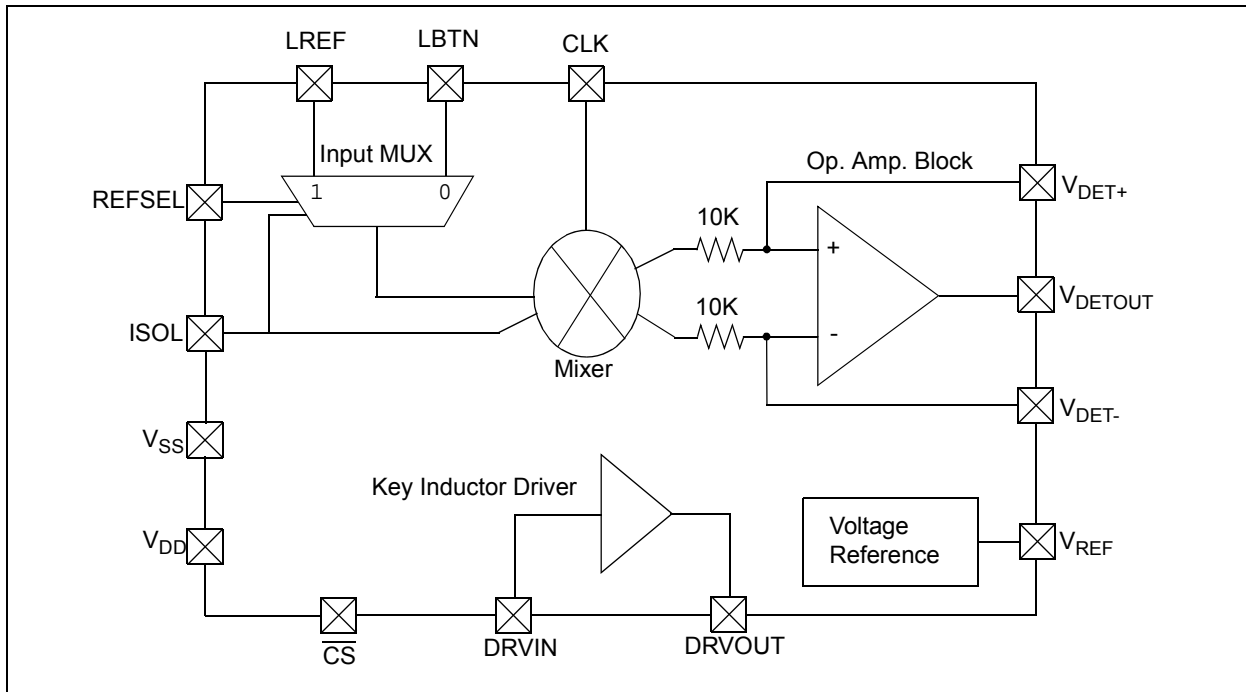 LREF
LBTN
CLK
Input MUX
Op. Amp. Block
REFSEL
1
0
VDET+
10K
+
VDETOUT
10K
-
ISOL
Mixer
VDET-
VSS
Key Inductor Driver
VDD
Voltage
Reference
VREF
CS
DRVIN
DRVOUT